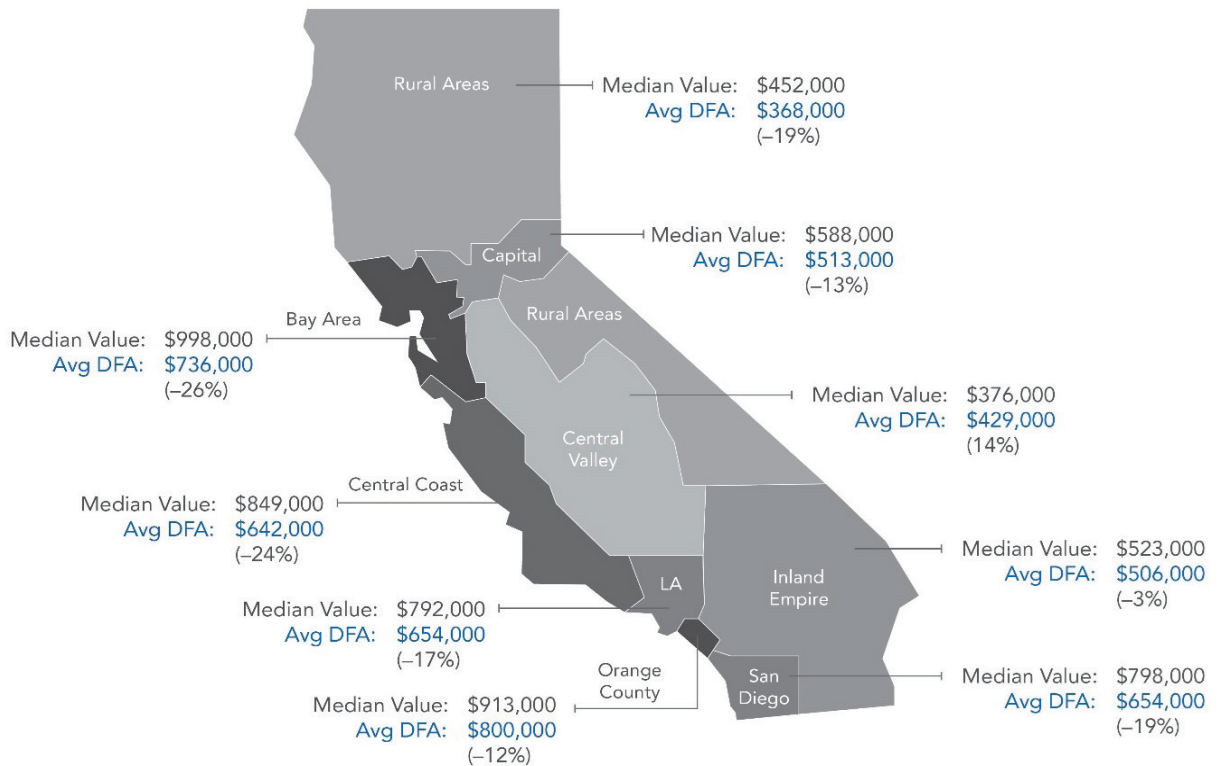 Rural Areas
Median Value: $452,000
Avg DFA: $368,000
(–19%)
Capital
Median Value: $588,000
Avg DFA: $513,000
(–13%)
Rural Areas
Bay Area
Median Value: $998,000
Avg DFA: $736,000
(–26%)
Median Value: $376,000
Avg DFA: $429,000
(14%)
Central
Valley
Central Coast
Median Value: $849,000
Avg DFA: $642,000
(–24%)
Median Value: $523,000
Avg DFA: $506,000
(–3%)
Inland
Empire
LA
Median Value: $792,000
Avg DFA: $654,000
(–17%)
Orange
County
Median Value: $913,000
Avg DFA: $800,000
(–12%)
San
Diego
Median Value: $798,000
Avg DFA: $654,000
(–19%)